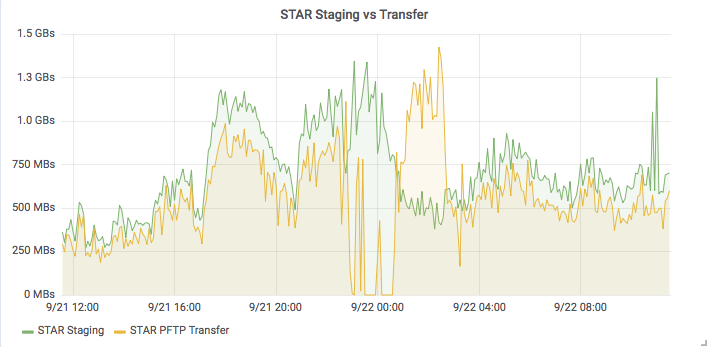 STAR Staging vs Transfer
1.5 GBs
1.3 GBs
1.0 GBs
750 MBs
500 MBs
250 MBs
0 MBs
9/21 12:00 9/21 16:00 9/21 20:00 9/22 00:00 9/22 04:00 9/22 08:00
STAR Staging STAR PFTP Transfer